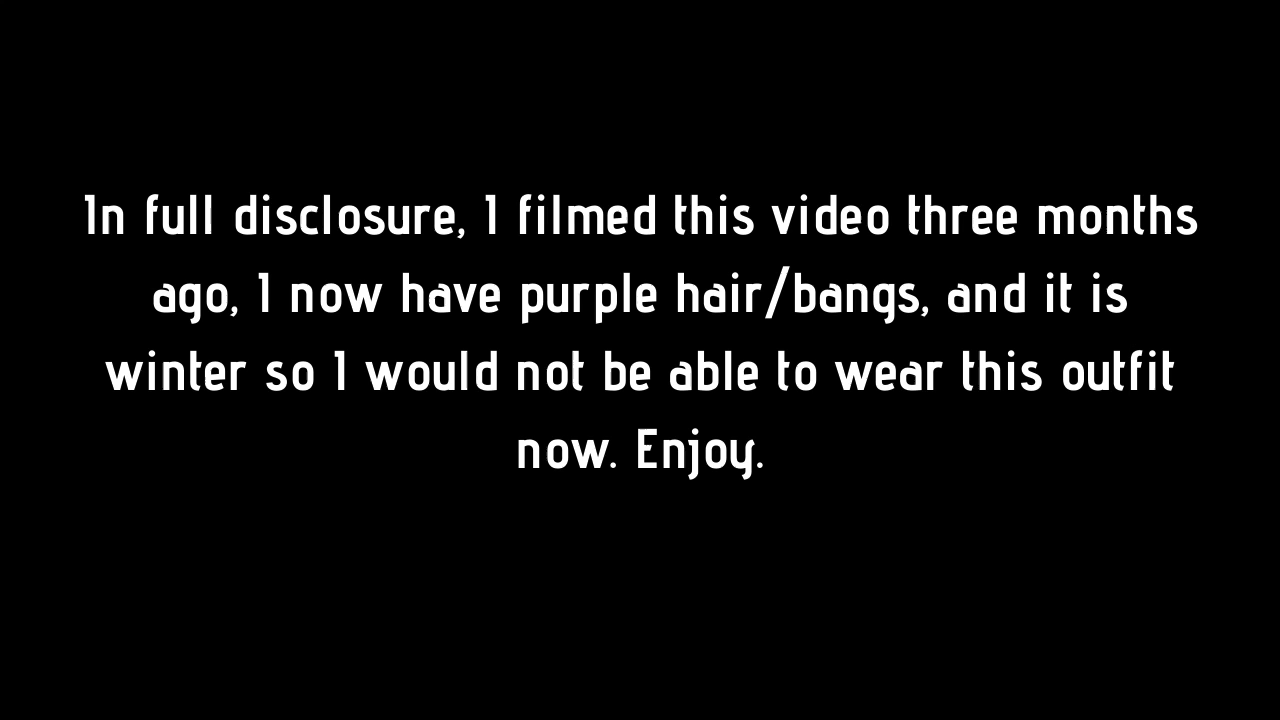 In full disclosure, I filmed this video three months
ago, I now have purple hair/bangs, and it is
winter so I would not be able to wear this outfit
now. Enjoy.